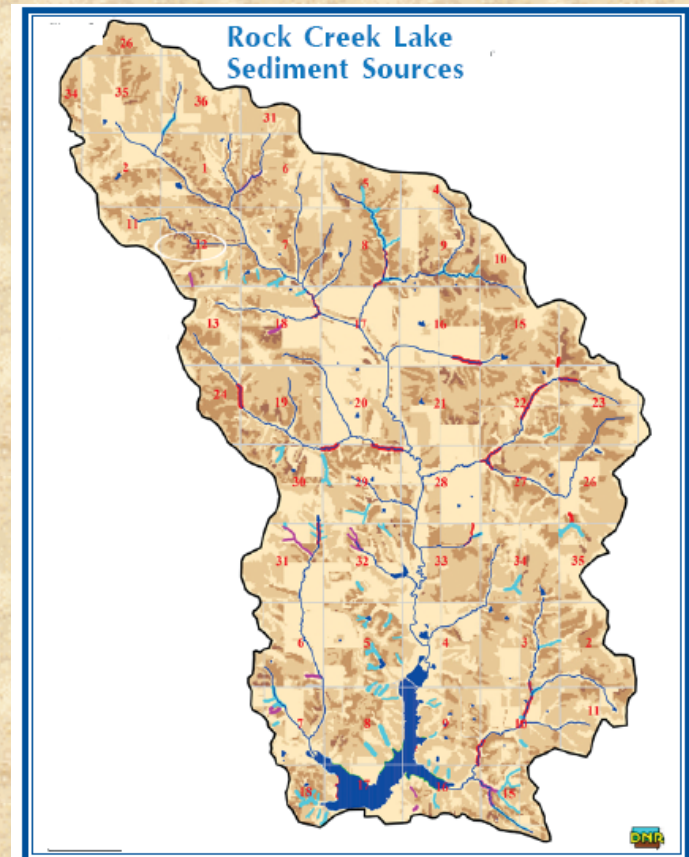 Rock Creek Lake
Sediment Sources
26
34 35 36 31
2 1 6 5 4
11 12 7 8 9 10
13 18 17 16 15
24 19 20 21 22 23
30 29 28 27 26
31 32 33 34 35
6 5 4 3 2
7 8 9 10 11
18 17 16 15
DNR